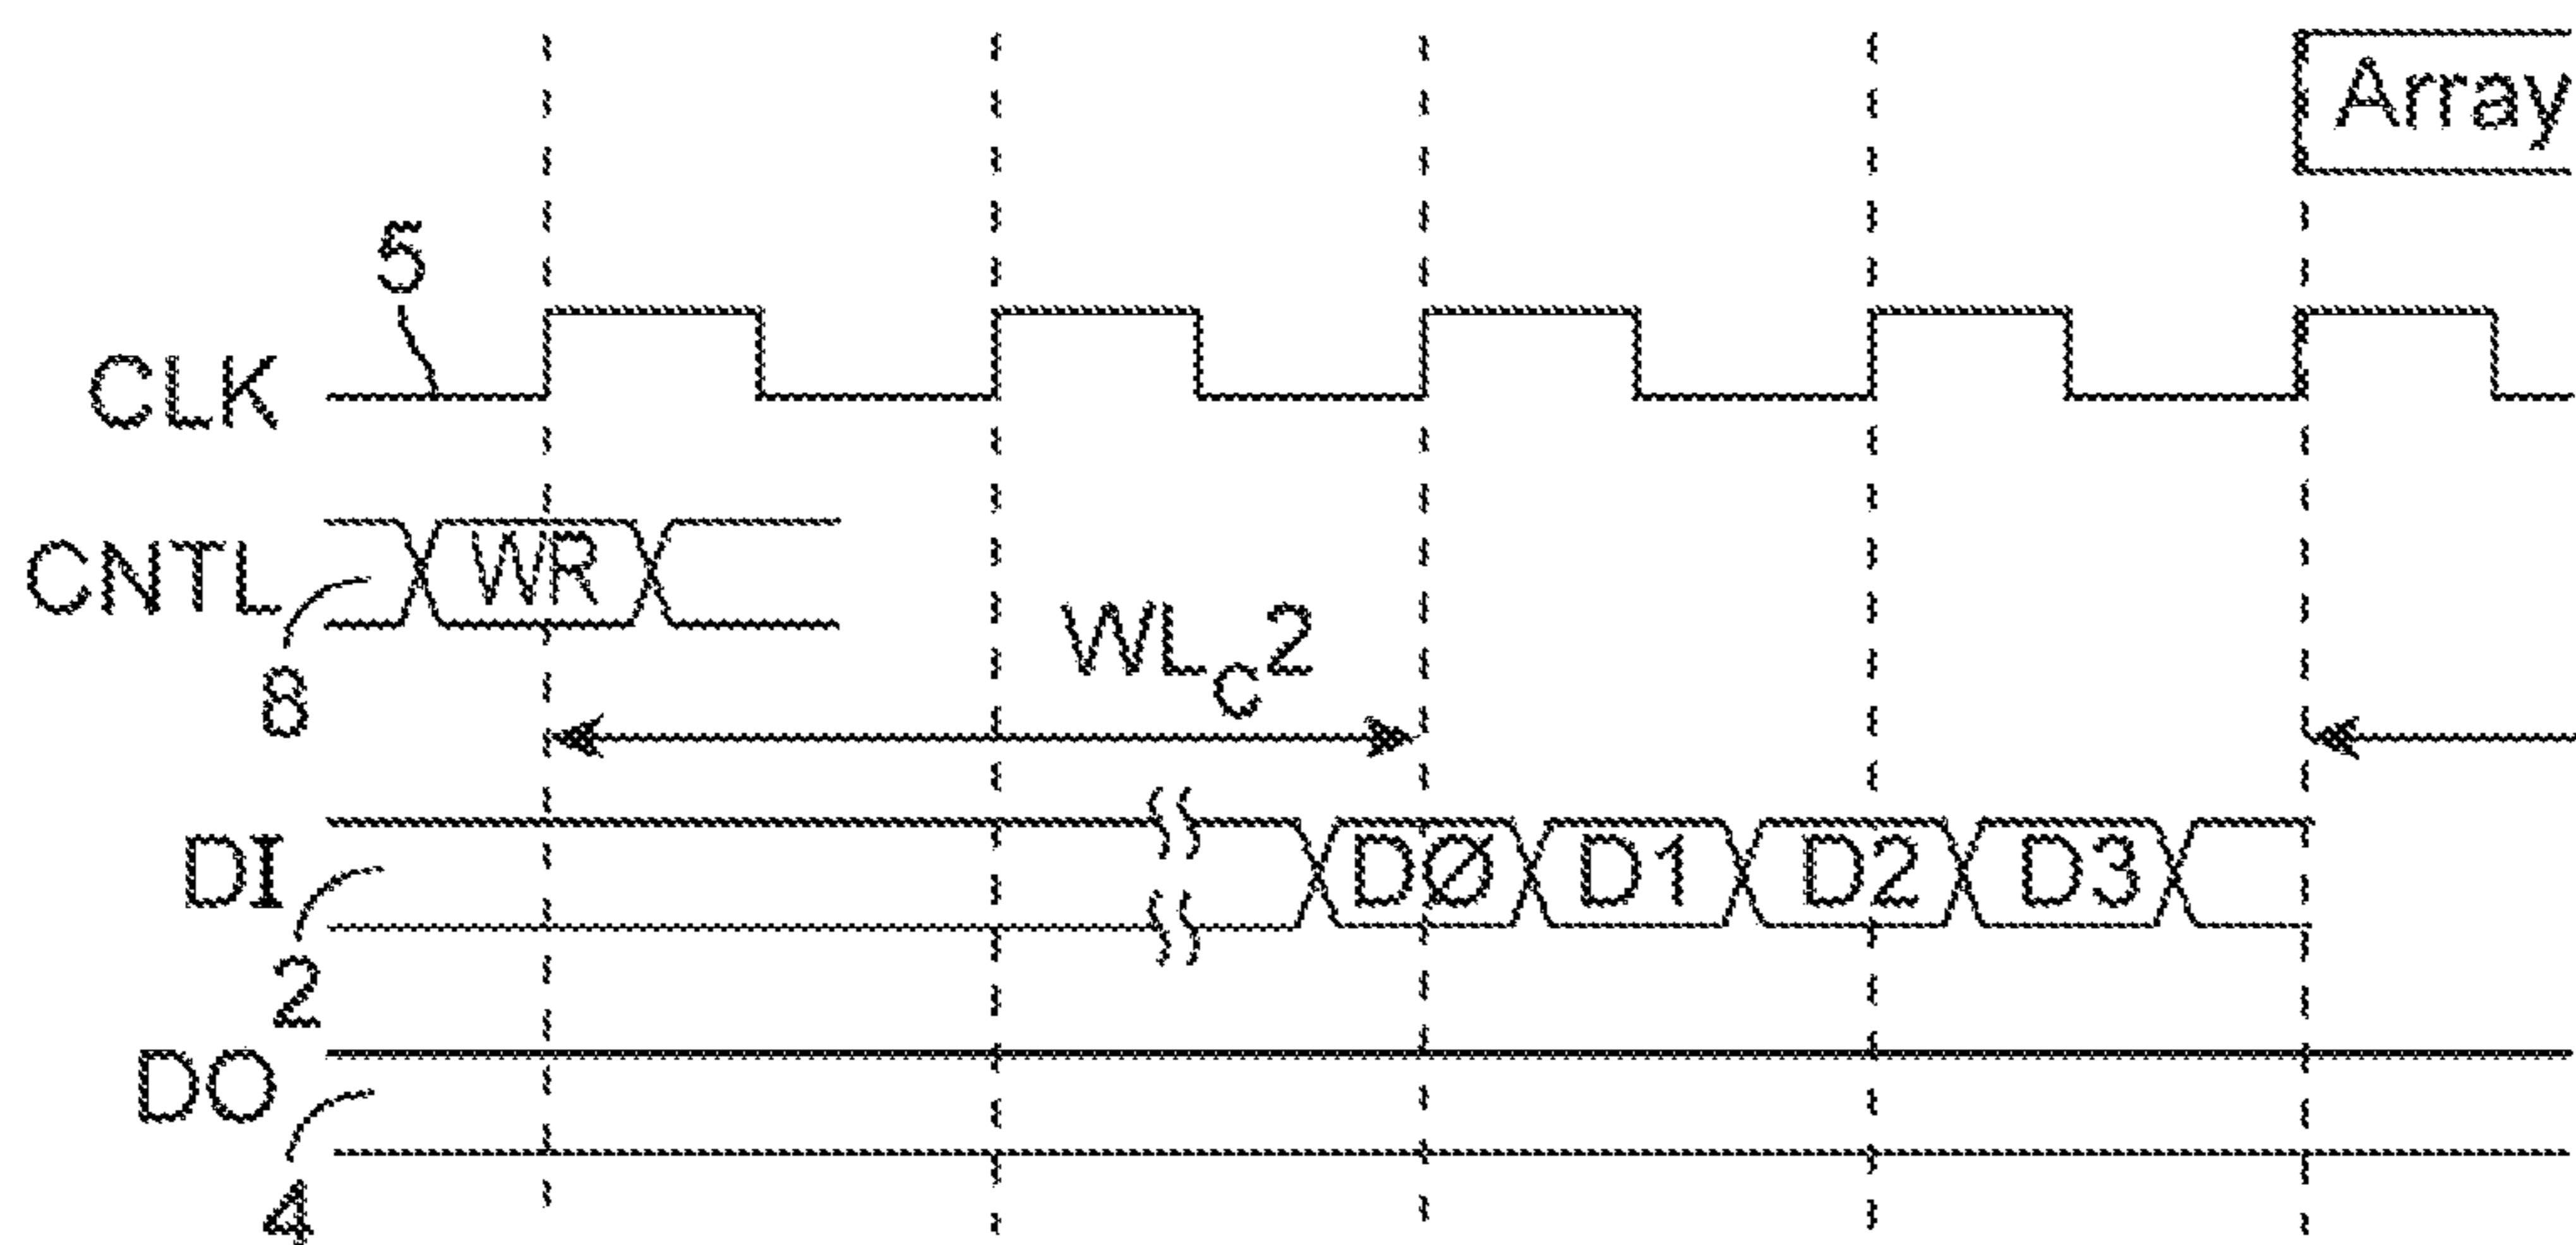 Array
5
CLK
CNTL WR
8
WLC2
DI DØ D1 D2 D3
2
DO
4